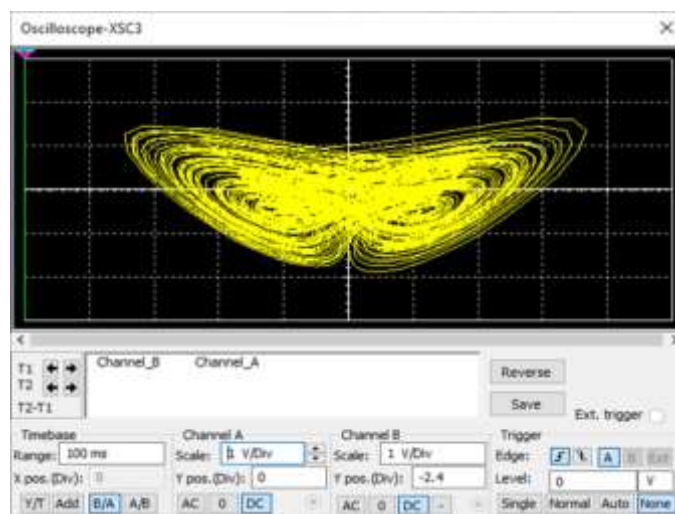 Oscilloscope-XSC3
T1
T2
T2-T1
Channel_B Channel_A
Reverse
Save
Ext. trigger
Timebase
Range: 100 ms
X pos.(Div): 0
Y/T Add B/A A/B
Channel A
Scale: 1 V/Div
Y pos.(Div): 0
AC 0 DC -
Channel B
Scale: 1 V/Div
Y pos.(Div): -2.4
AC 0 DC - -
Trigger
Edge: A B Ext
Level: 0 V
Single Normal Auto None